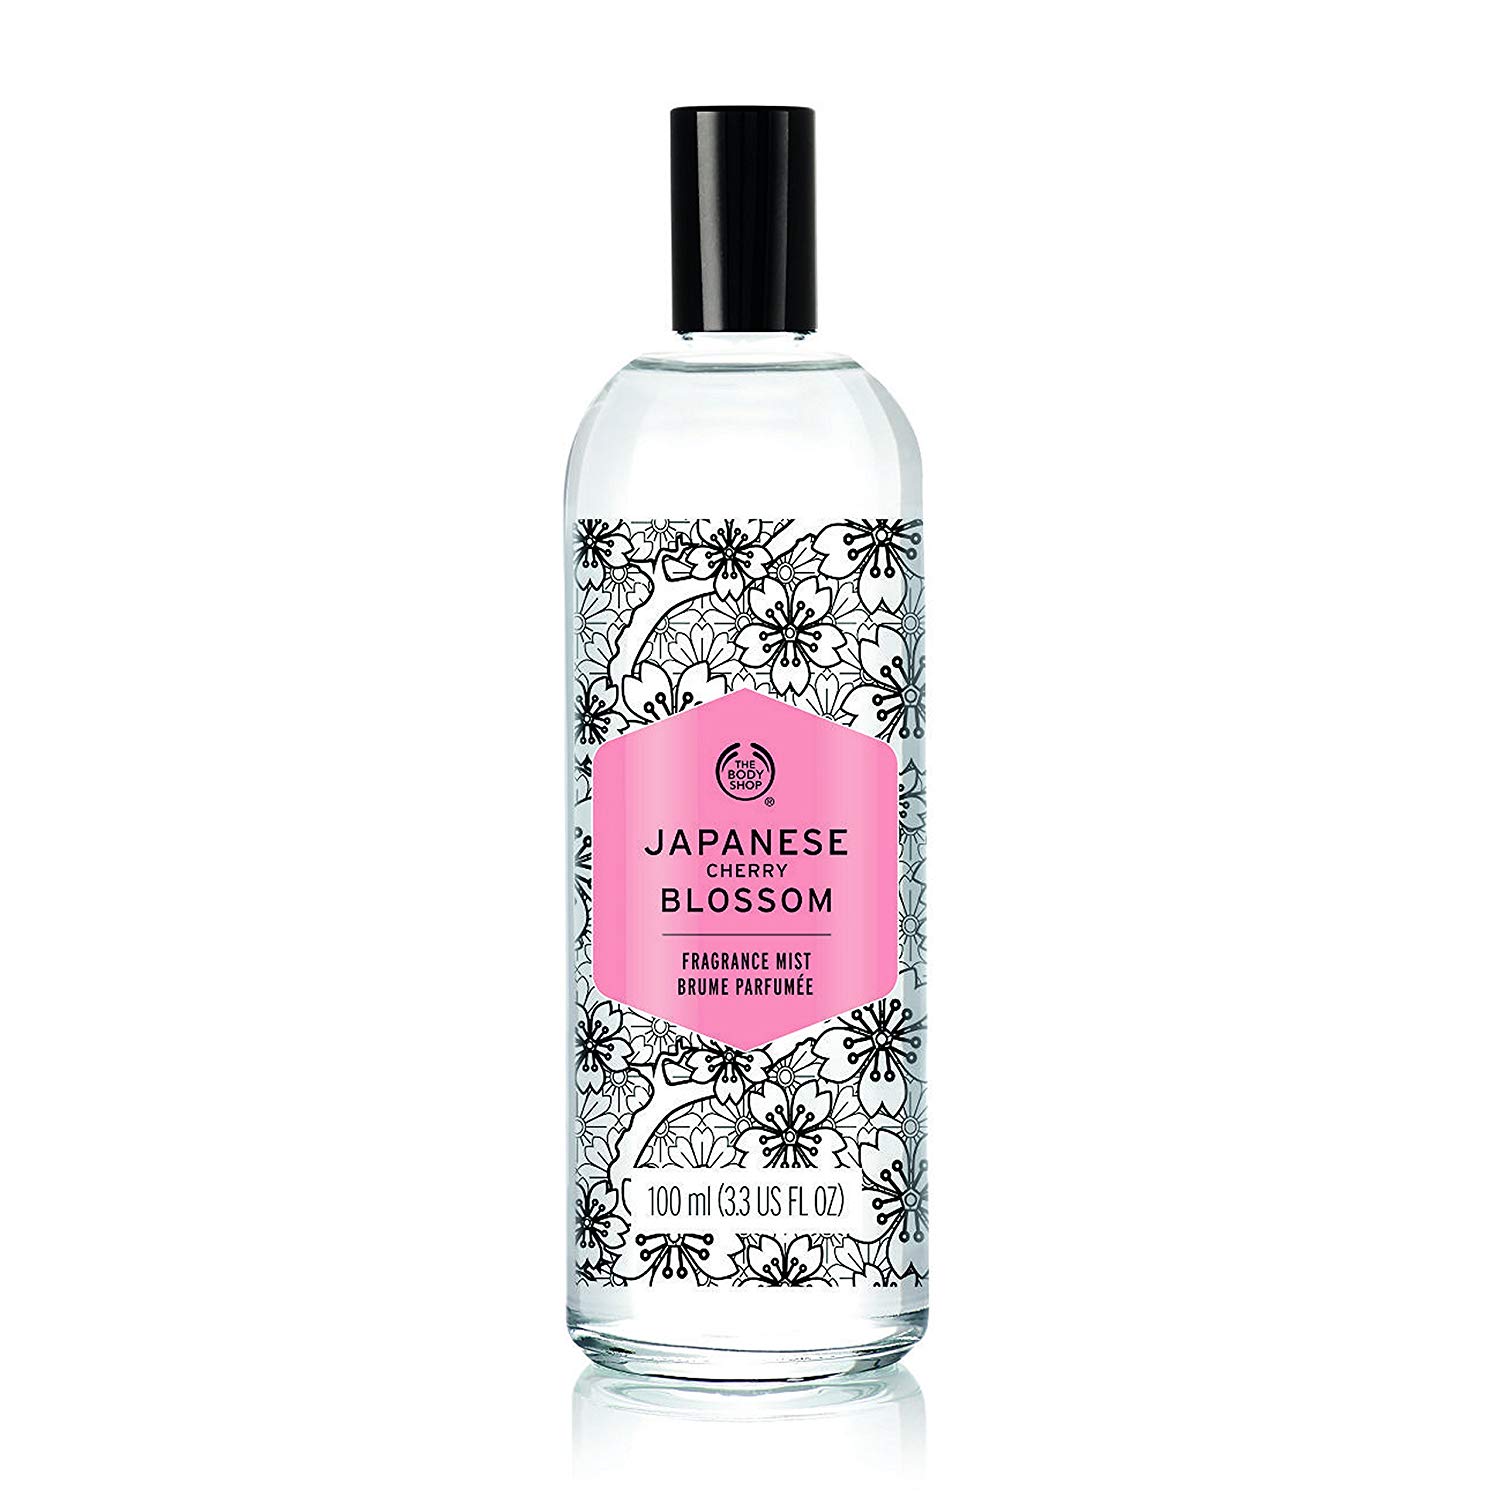 THE
BODY
SHOP
®
JAPANESE
CHERRY
BLOSSOM
FRAGRANCE MIST
BRUME PARFUMÉE
100 ml (3.3 US FL OZ)